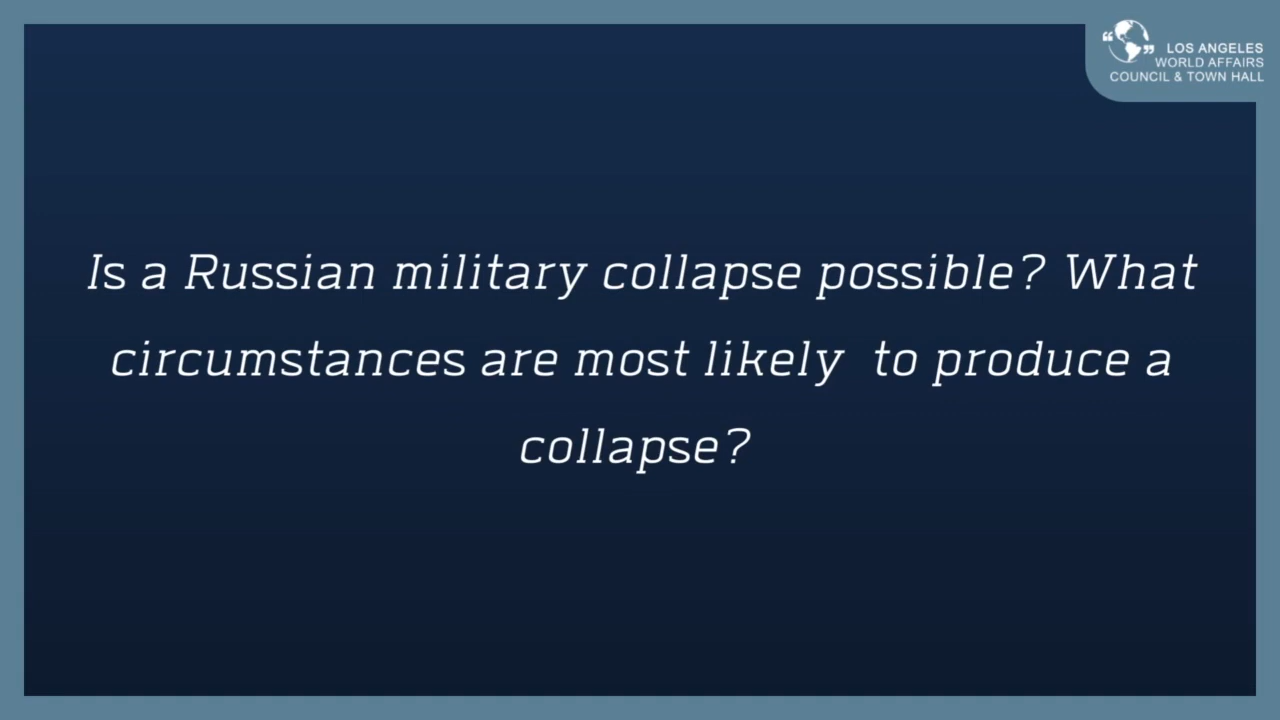 LOS ANGELES
WORLD AFFAIRS
COUNCIL & TOWN HALL
Is a Russian military collapse possible? What
circumstances are most likely to produce a
collapse?